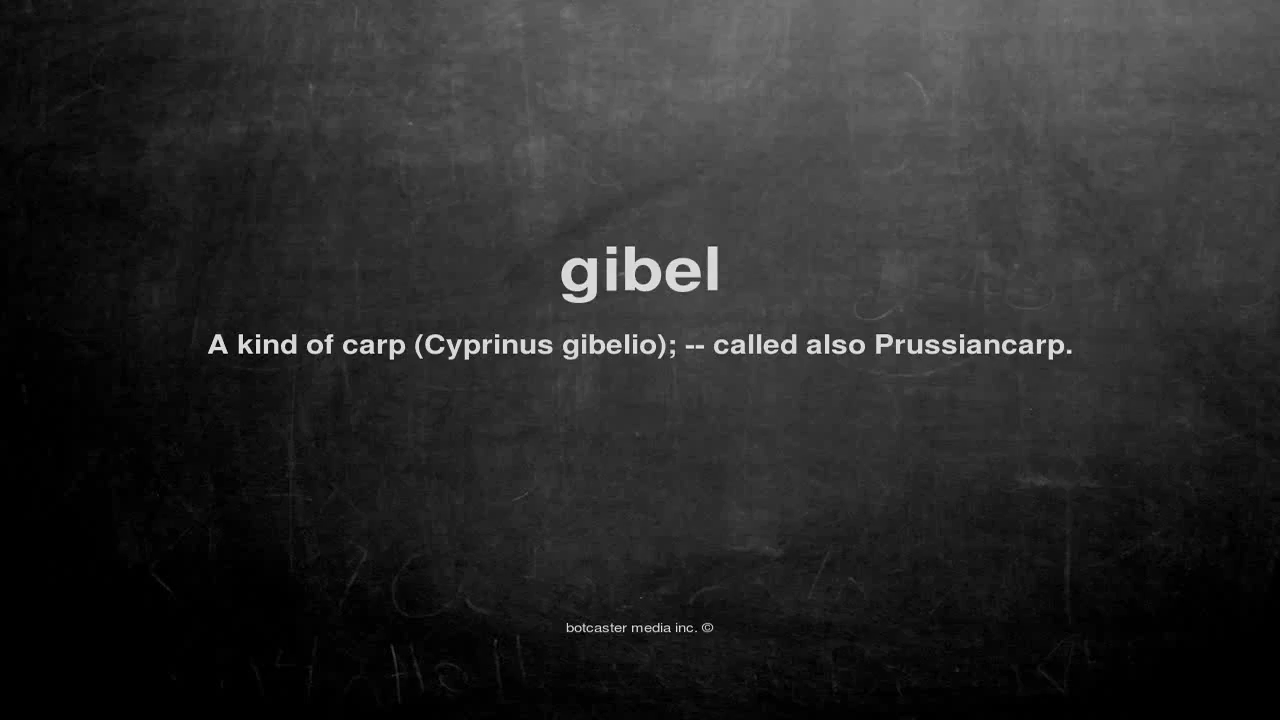 gibel
A kind of carp (Cyprinus gibelio); -- called also Prussiancarp.
botcaster media inc. ©